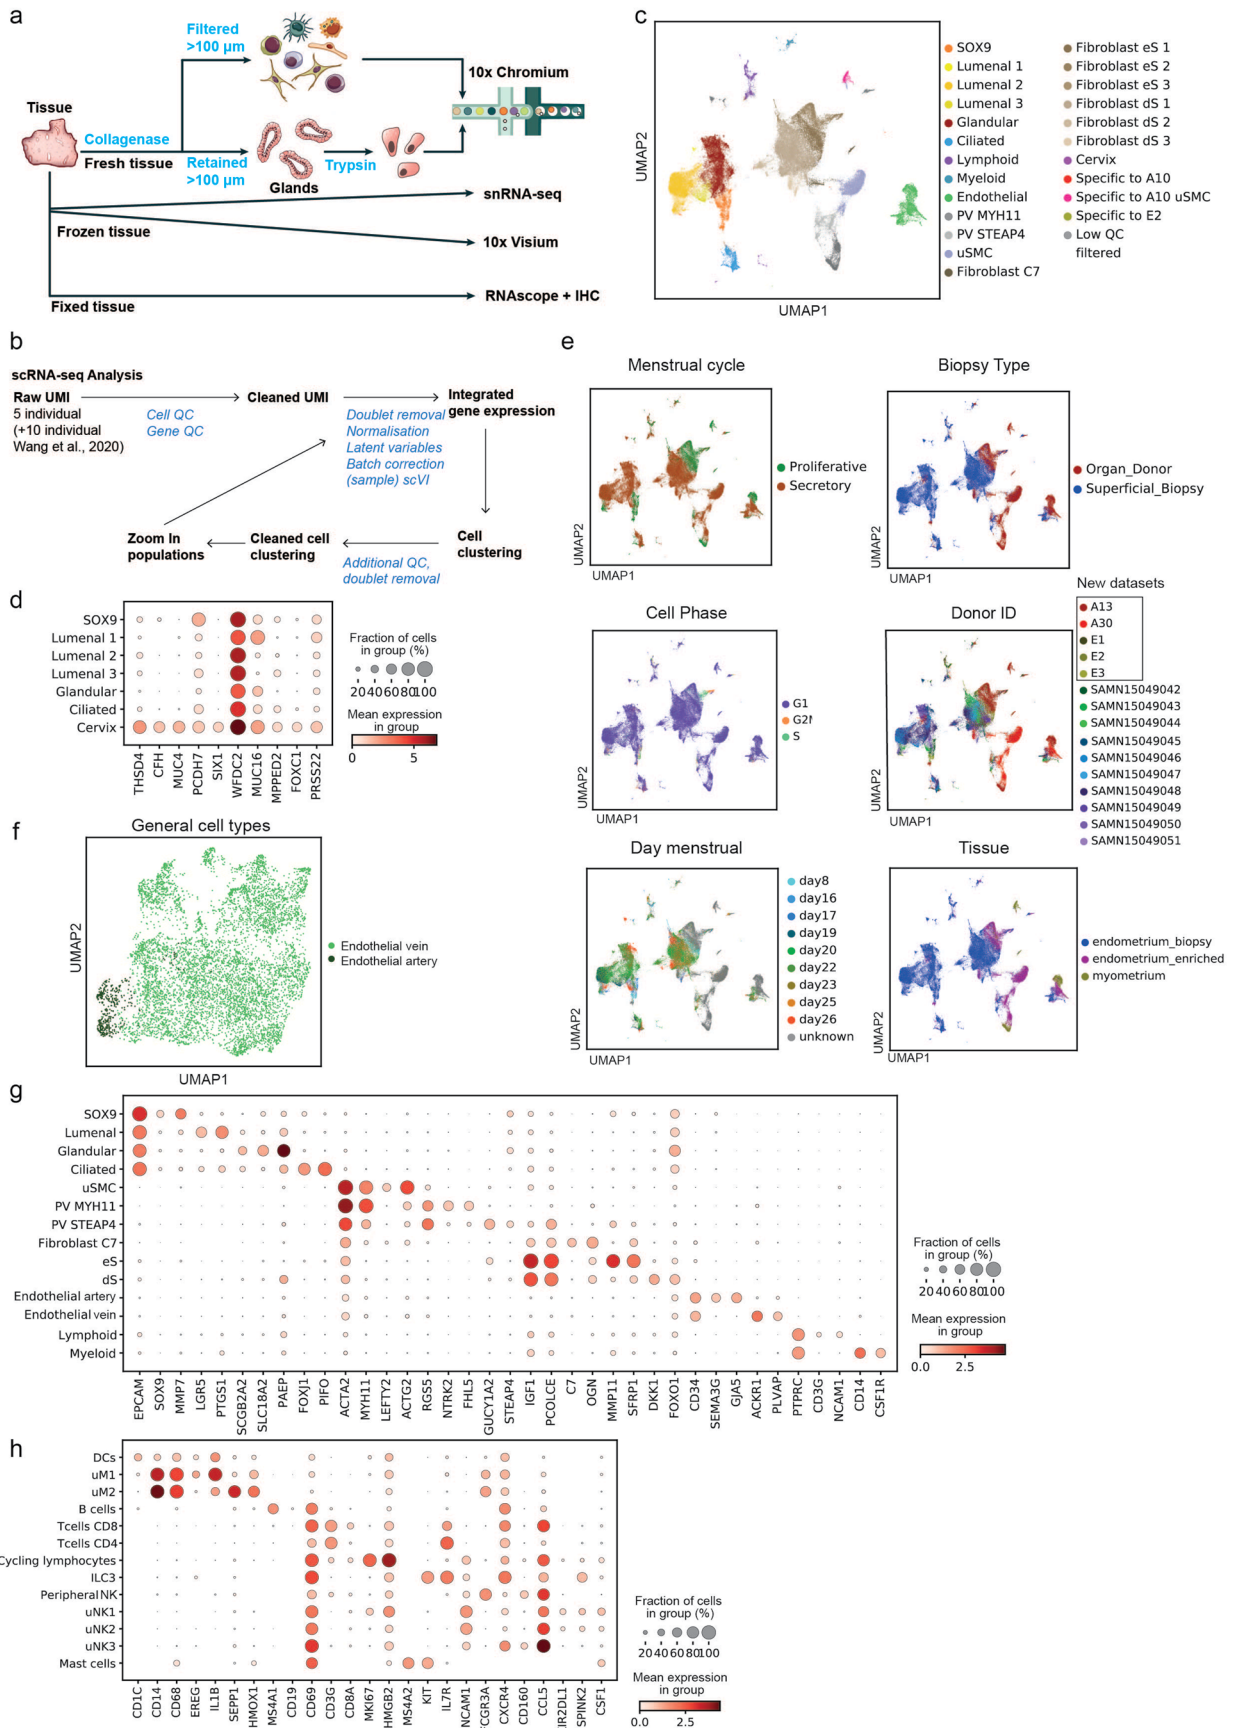 a
Tissue
Collagenase
Fresh tissue
Filtered
>100 µm
Retained
>100 µm
Glands
Trypsin
10x Chromium
snRNA-seq
Frozen tissue
10x Visium
RNAscope + IHC
Fixed tissue
b
scRNA-seq Analysis
Raw UMI
5 individual
(+10 individual
Wang et al., 2020)
Cell QC
Gene QC
Cleaned UMI
Doublet removal
Normalisation
Latent variables
Batch correction
(sample) scVI
Integrated
gene expression
Zoom In
populations
Cleaned cell
clustering
Additional QC,
doublet removal
Cell
clustering
c
UMAP2
UMAP1
SOX9
Lumenal 1
Lumenal 2
Lumenal 3
Glandular
Ciliated
Lymphoid
Myeloid
Endothelial
PV MYH11
PV STEAP4
uSMC
Fibroblast C7
Fibroblast eS 1
Fibroblast eS 2
Fibroblast eS 3
Fibroblast dS 1
Fibroblast dS 2
Fibroblast dS 3
Cervix
Specific to A10
Specific to A10 uSMC
Specific to E2
Low QC
filtered
d
SOX9
Lumenal 1
Lumenal 2
Lumenal 3
Glandular
Ciliated
Cervix
THSD4
CFH
MUC4
PCDH7
SIX1
WFDC2
MUC16
MPPED2
FOXC1
PRSS22
Fraction of cells
in group (%)
20 40 60 80 100
Mean expression
in group
0 5
e
Menstrual cycle
UMAP2
UMAP1
Proliferative
Secretory
Biopsy Type
UMAP2
UMAP1
Organ_Donor
Superficial_Biopsy
Cell Phase
UMAP2
UMAP1
G1
S
Donor ID
UMAP2
UMAP1
New datasets
A13
A30
E1
E2
E3
SAMN15049042
SAMN15049043
SAMN15049044
SAMN15049045
SAMN15049046
SAMN15049047
SAMN15049048
SAMN15049049
SAMN15049050
SAMN15049051
Day menstrual
UMAP2
UMAP1
day8
day16
day17
day19
day20
day22
day23
day25
day26
unknown
Tissue
UMAP2
UMAP1
endometrium_biopsy
endometrium_enriched
myometrium
f
General cell types
UMAP2
UMAP1
Endothelial vein
Endothelial artery
g
SOX9
Lumenal
Glandular
Ciliated
uSMC
PV MYH11
PV STEAP4
Fibroblast C7
eS
dS
Endothelial artery
Endothelial vein
Lymphoid
Myeloid
EPCAM
SOX9
MMP7
LGR5
PTGS1
SCGB2A2
SLC18A2
PAEP
FOXJ1
PIFO
ACTA2
MYH11
LEFTY2
ACTG2
RGS5
NTRK2
FHL5
GUCY1A2
STEAP4
IGF1
PCOLCE
C7
OGN
MMP11
SFRP1
DKK1
FOXO1
CD34
SEMA3G
GJA5
ACKR1
PLVAP
PTPRC
CD3G
NCAM1
CD14
CSF1R
Fraction of cells
in group (%)
20 40 60 80 100
Mean expression
in group
0.0 2.5
h
DCs
uM1
uM2
B cells
Tcells CD8
Tcells CD4
Cycling lymphocytes
ILC3
Peripheral NK
uNK1
uNK2
uNK3
Mast cells
CD1C
CD14
CD68
EREG
IL1B
SEPP1
HMOX1
MS4A1
CD19
CD69
CD3G
CD8A
MKI67
HMGB2
MS4A2
KIT
IL7R
NCAM1
FCGR3A
CXCR4
CD160
CCL5
IR2DL1
SPINK2
CSF1
Fraction of cells
in group (%)
20 40 60 80 100
Mean expression
in group
0.0 2.5